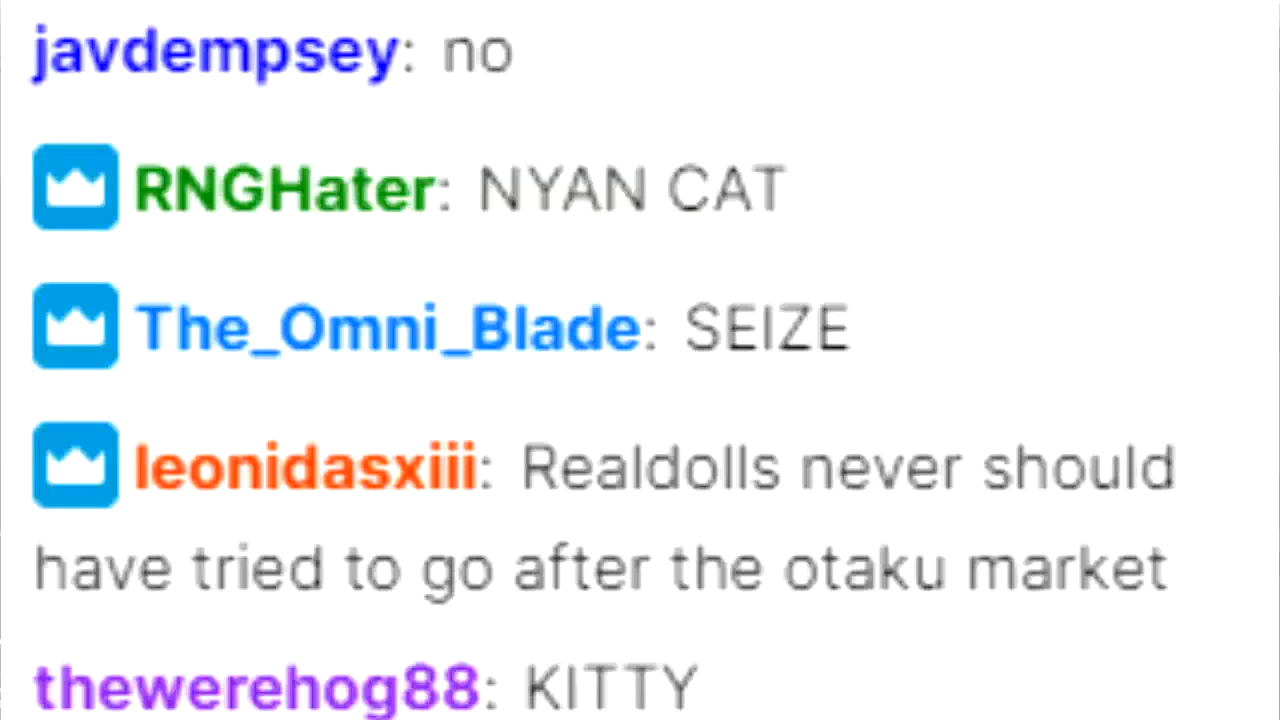 javdempsey: no
RNGHater: NYAN CAT
The_Omni_Blade: SEIZE
leonidasxiii: Realdolls never should
have tried to go after the otaku market
thewerehog88: KITTY